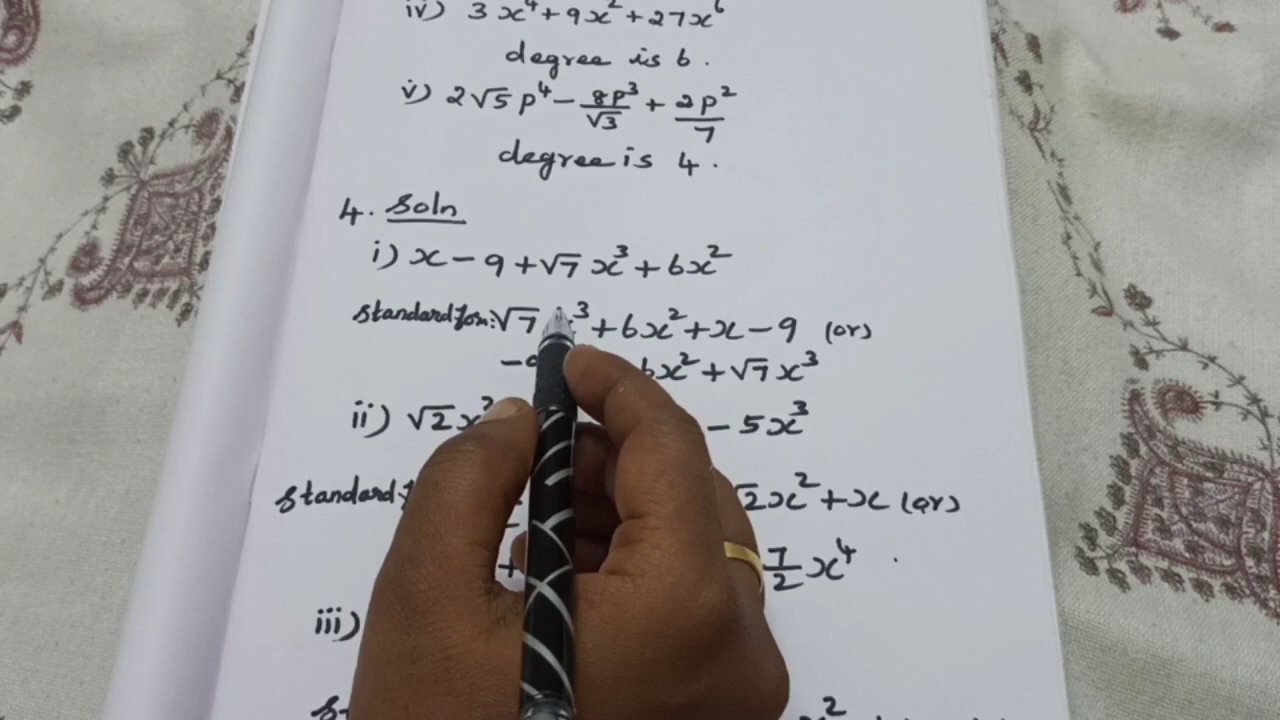 iv) 3x⁴ + 9x² + 27x⁶
degree is 6.
v) 2√5 p⁴ - 8p³/√3 + 2p²/7
degree is 4.
4. Soln
i) x - 9 + √7 x³ + 6x²
Standard form: √7 x³ + 6x² + x - 9 (or)
6x² + √7 x³
ii) √2x² - 5x³
Standard √2x² + x (or)
7/2 x⁴
iii)